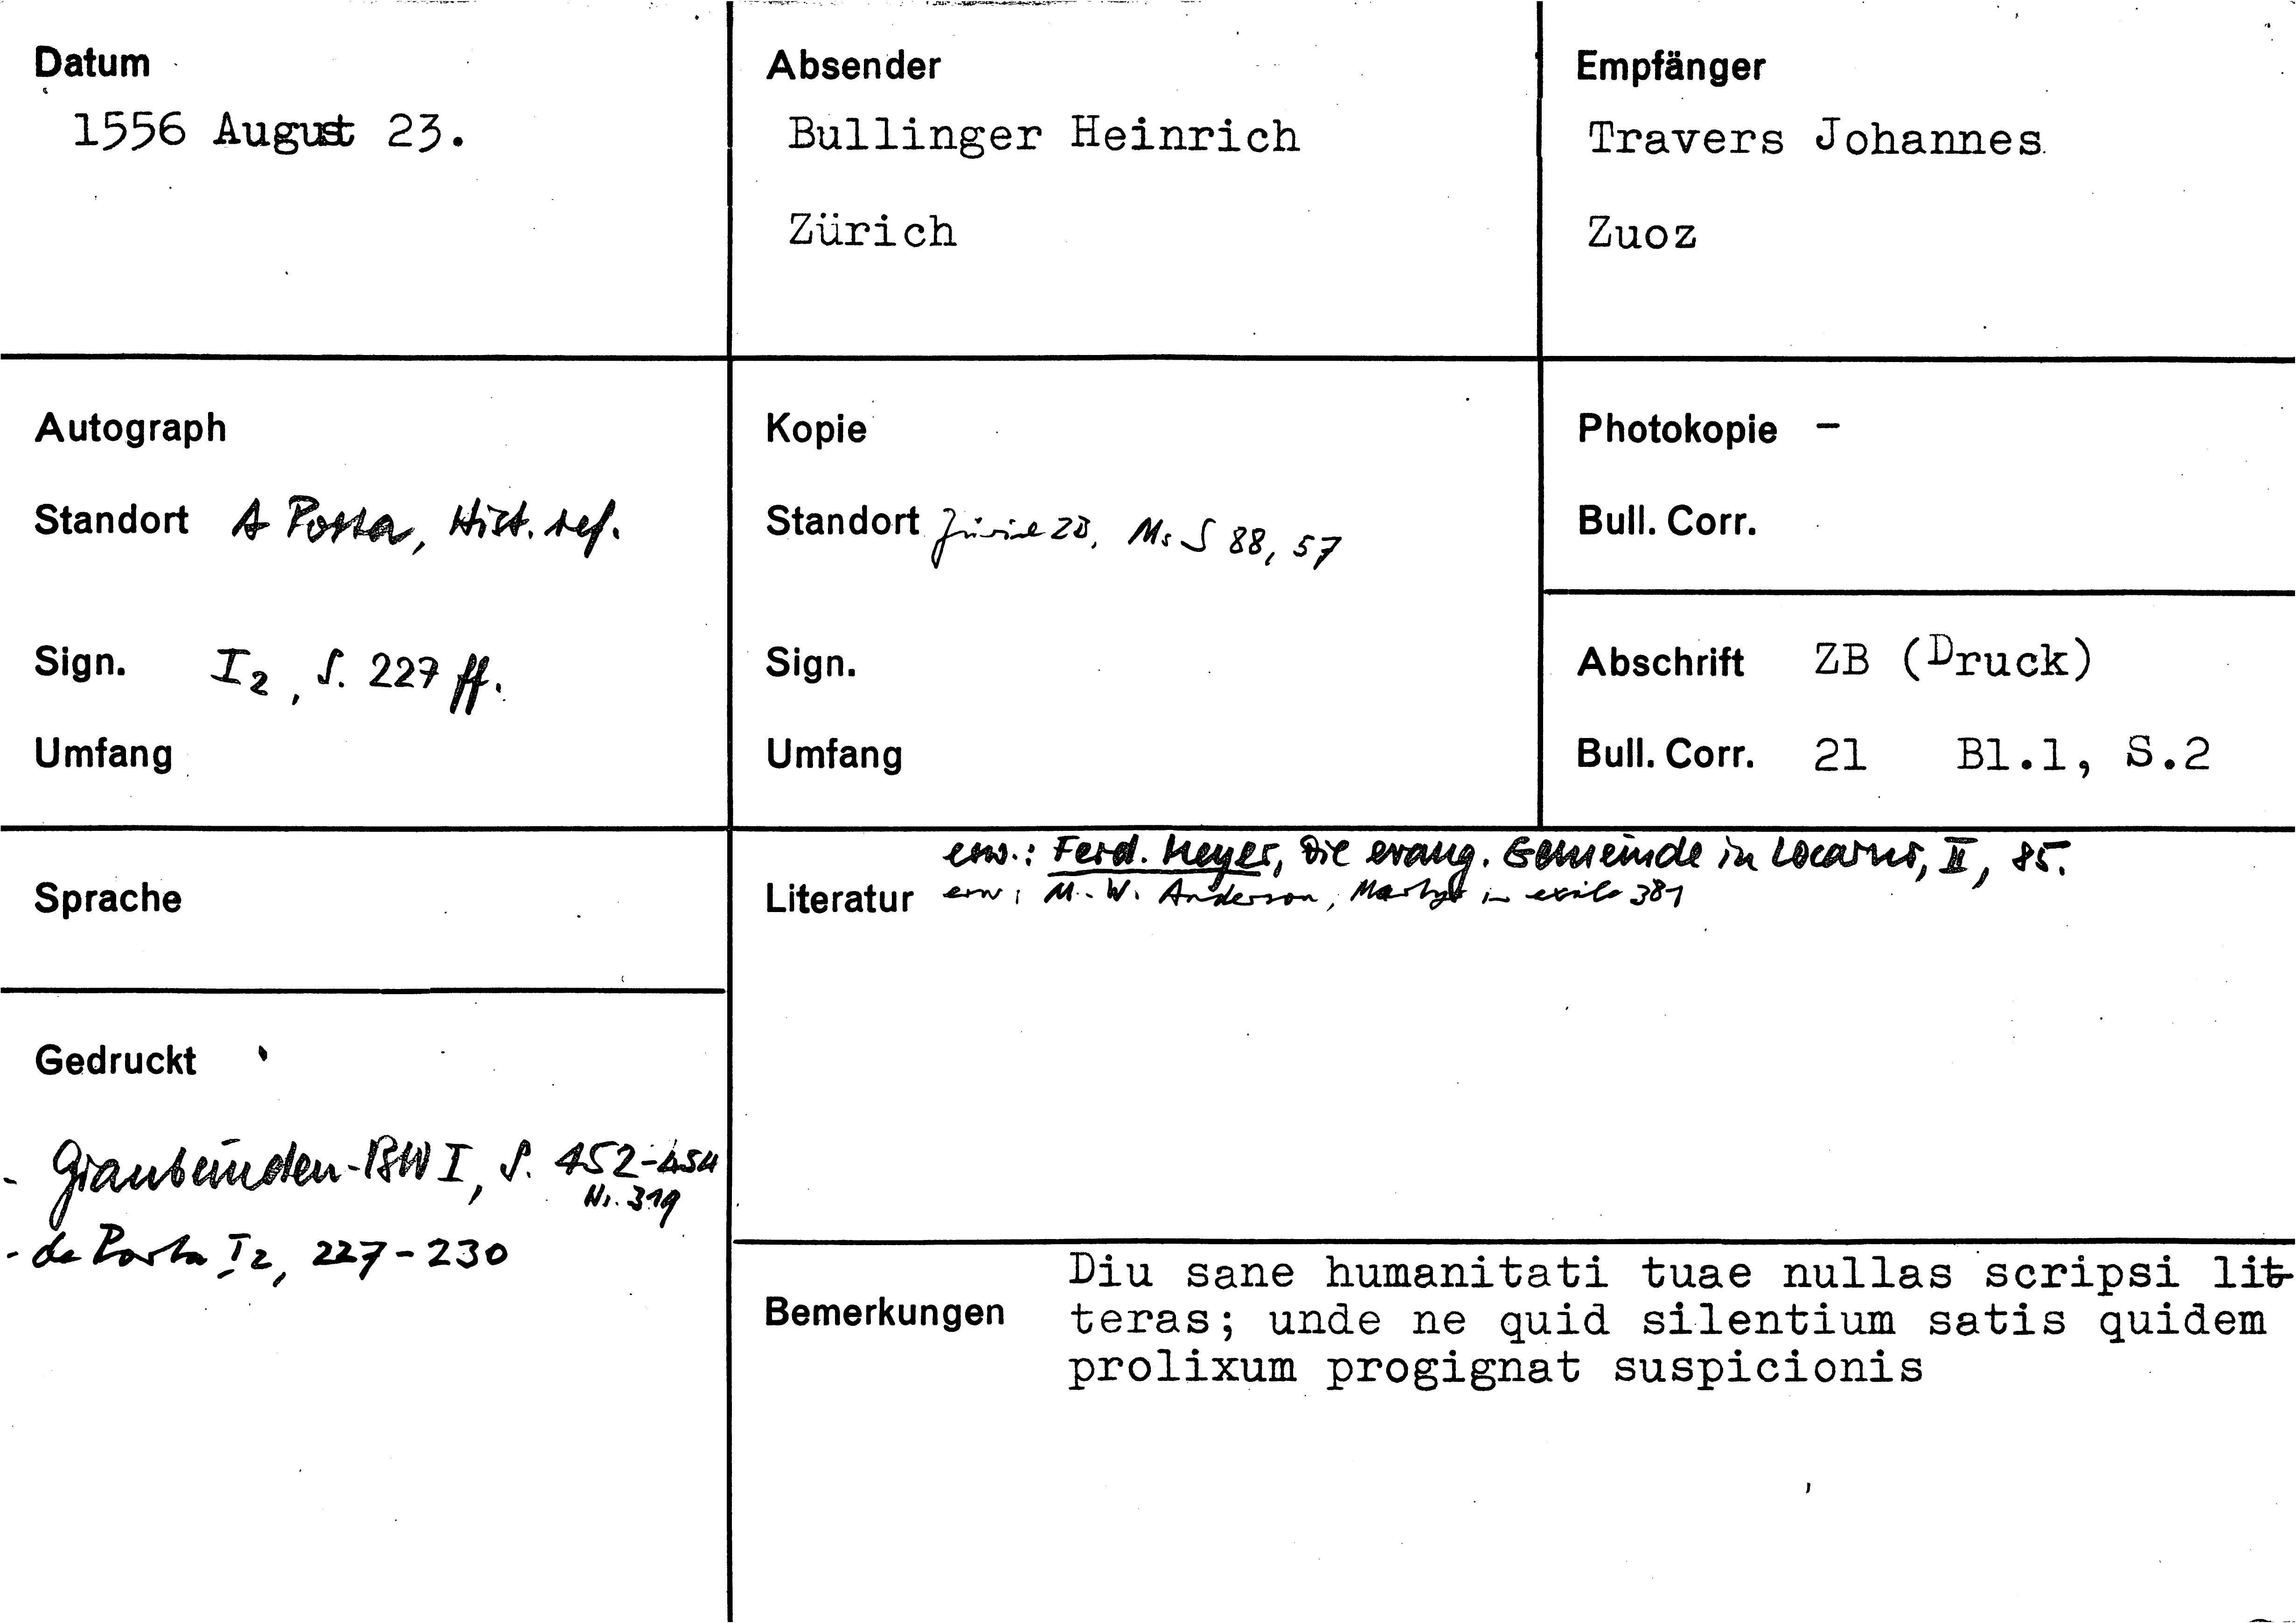 Datum
1556 August 23.
Absender
Bullinger Heinrich
Zürich
Empfänger
Travers Johannes
Zuoz
Autograph
Standort A Porta, Hist. ref.
Sign. I2, S. 227 ff.
Umfang
Kopie
Standort Zürich ZB, Ms S 88, 57
Sign.
Umfang
Photokopie -
Bull. Corr.
Abschrift ZB (Druck)
Bull. Corr. 21 Bl.1, S.2
Sprache
erw.: Ferd. Meyer, Die evang. Gemeinde in Locarno, II, 85.
Literatur erw: M. W. Anderson, Martyr in exile 381
Gedruckt
- Graubünden-BW I, S. 452-454
Nr. 319
- de Porta I2, 227-230
Bemerkungen
Diu sane humanitati tuae nullas scripsi lit-
teras; unde ne quid silentium satis quidem
prolixum progignat suspicionis